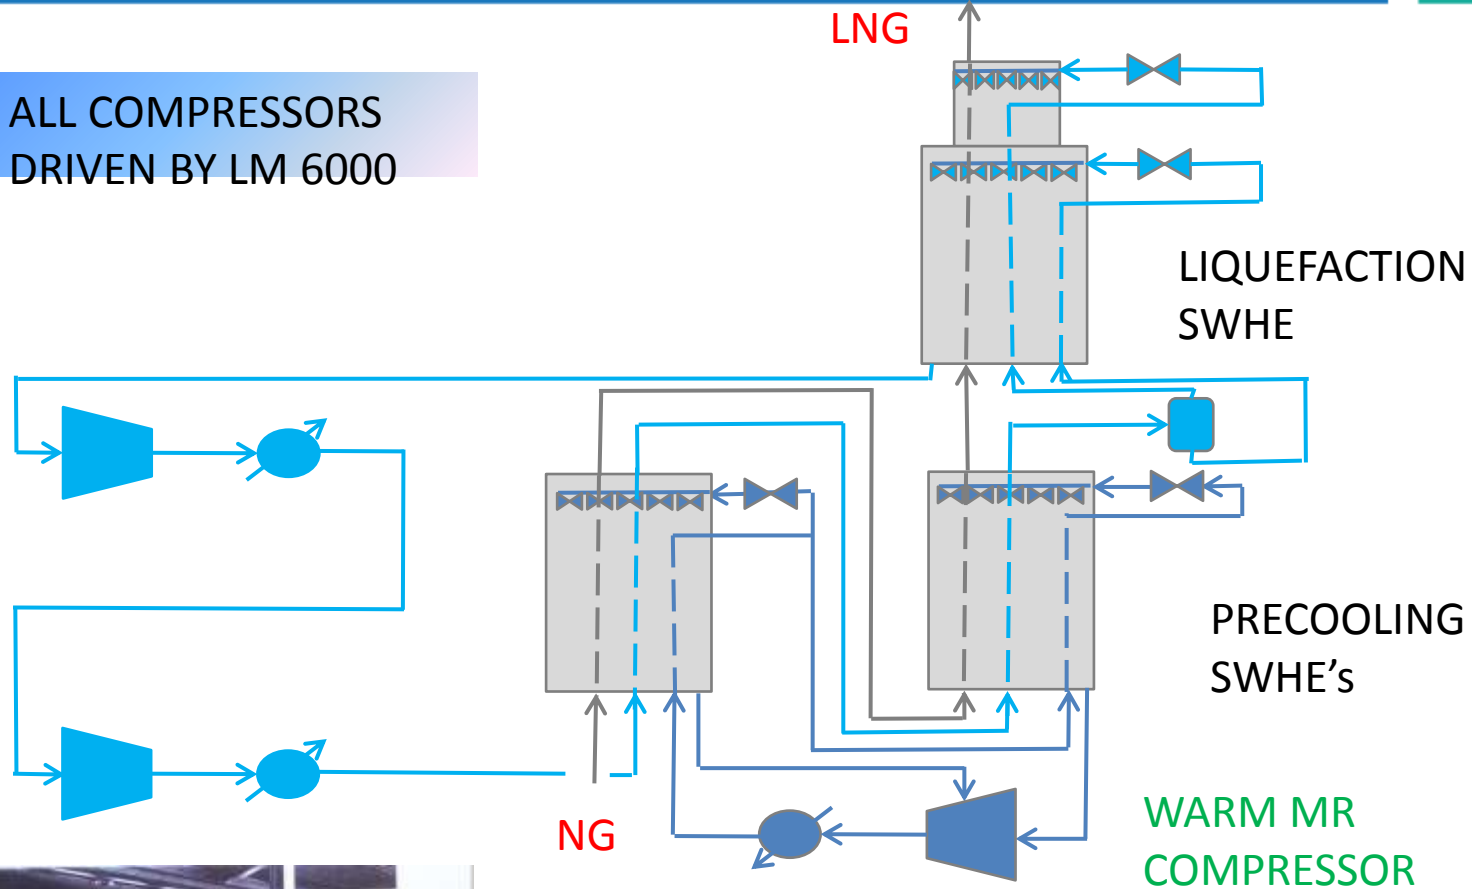 LNG
ALL COMPRESSORS
DRIVEN BY LM 6000
LIQUEFACTION
SWHE
PRECOOLING
SWHE’s
NG
WARM MR
COMPRESSOR